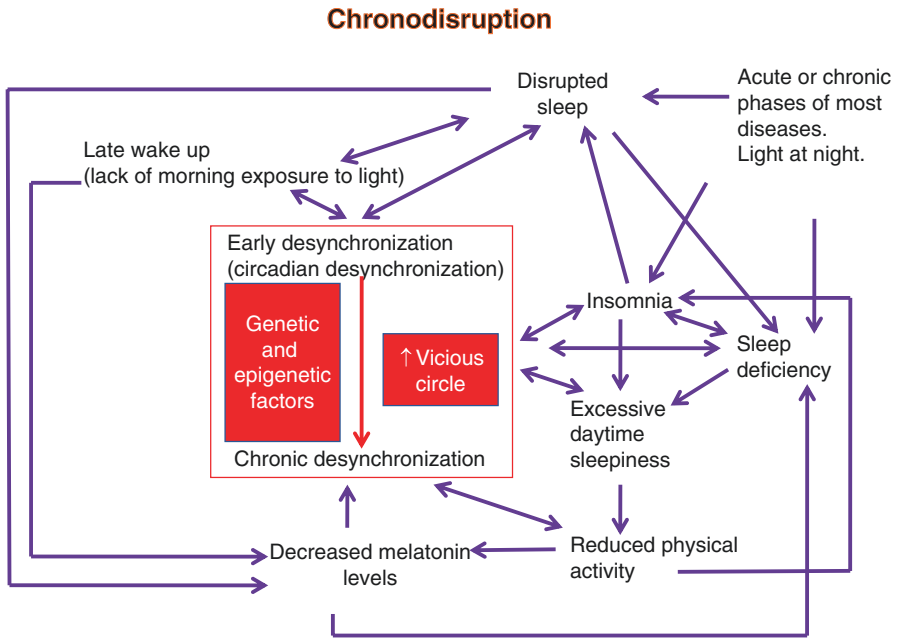 Chronodisruption
Disrupted
sleep
Acute or chronic
phases of most
diseases.
Light at night.
Late wake up
(lack of morning exposure to light)
Early desynchronization
(circadian desynchronization)
Genetic
and
epigenetic
factors
↑ Vicious
circle
Chronic desynchronization
Insomnia
Sleep
deficiency
Excessive
daytime
sleepiness
Decreased melatonin
levels
Reduced physical
activity